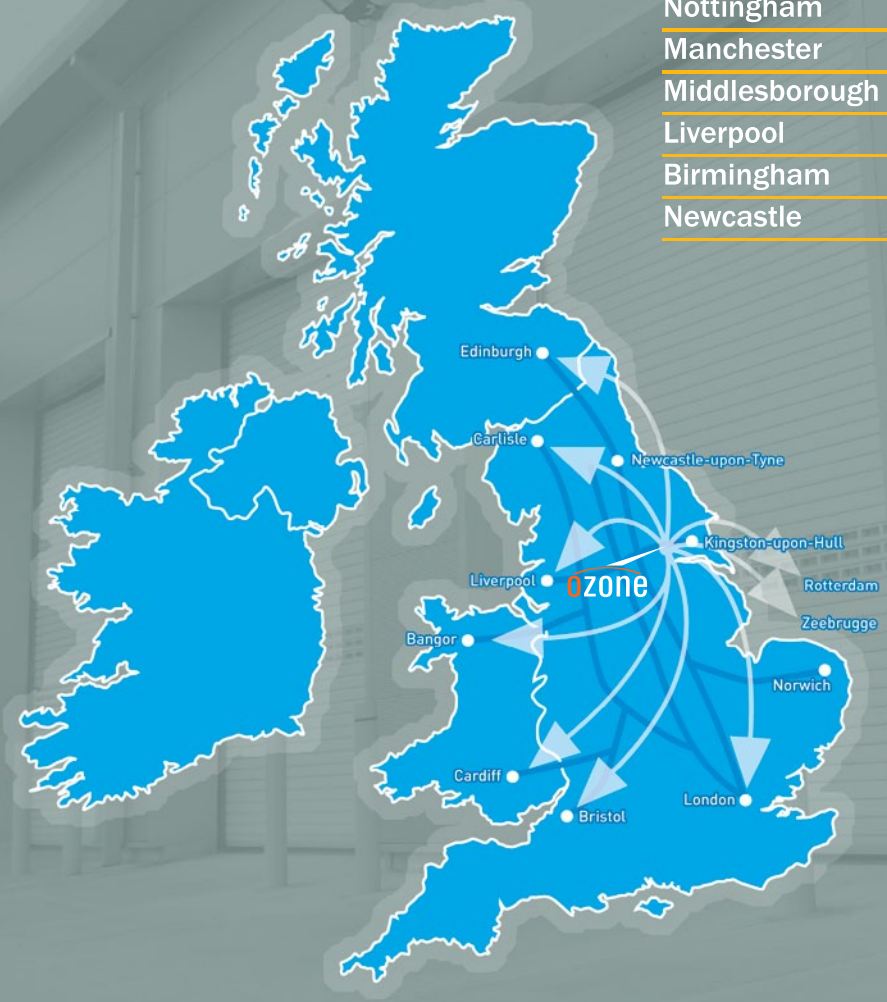 Nottingham
Manchester
Middlesborough
Liverpool
Birmingham
Newcastle
Edinburgh
Carlisle
Newcastle-upon-Tyne
Kingston-upon-Hull
Liverpool
ozone
Rotterdam
Zeebrugge
Bangor
Norwich
Cardiff
London
Bristol